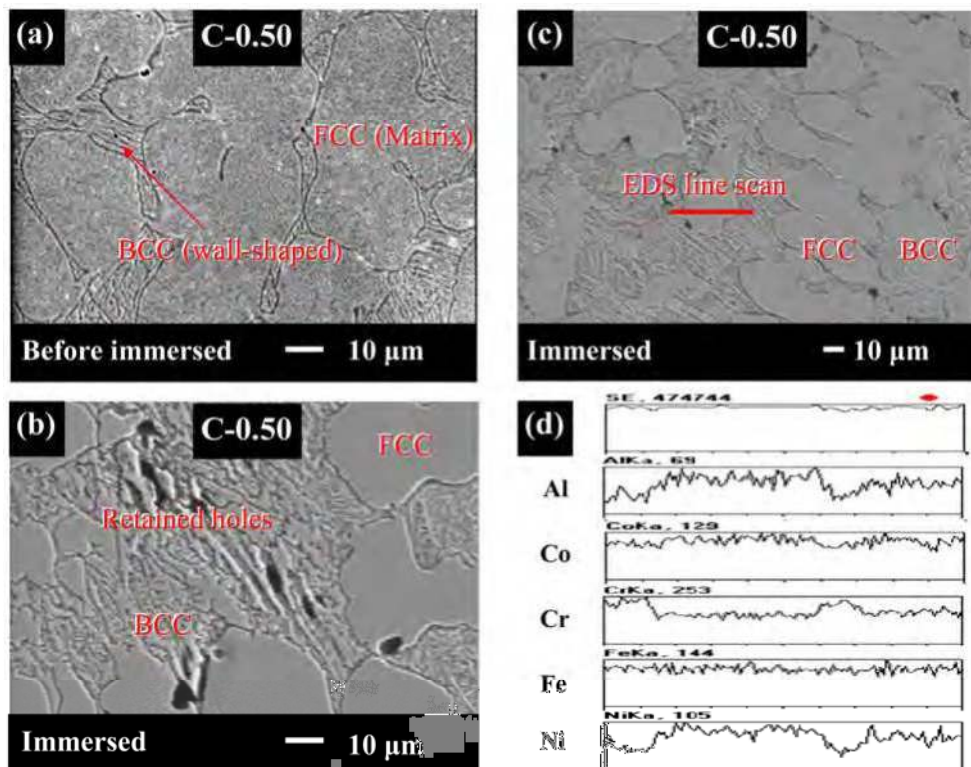 (a)
C-0.50
FCC (Matrix)
BCC (wall-shaped)
Before immersed
10 μm
(b)
C-0.50
FCC
Retained holes
BCC
Immersed
10 μm
(c)
C-0.50
EDS line scan
FCC
BCC
Immersed
10 μm
(d)
SE, 474744
AlKa, 69
Al
CoKa, 129
Co
CrKa, 253
Cr
FeKa, 144
Fe
NiKa, 105
Ni